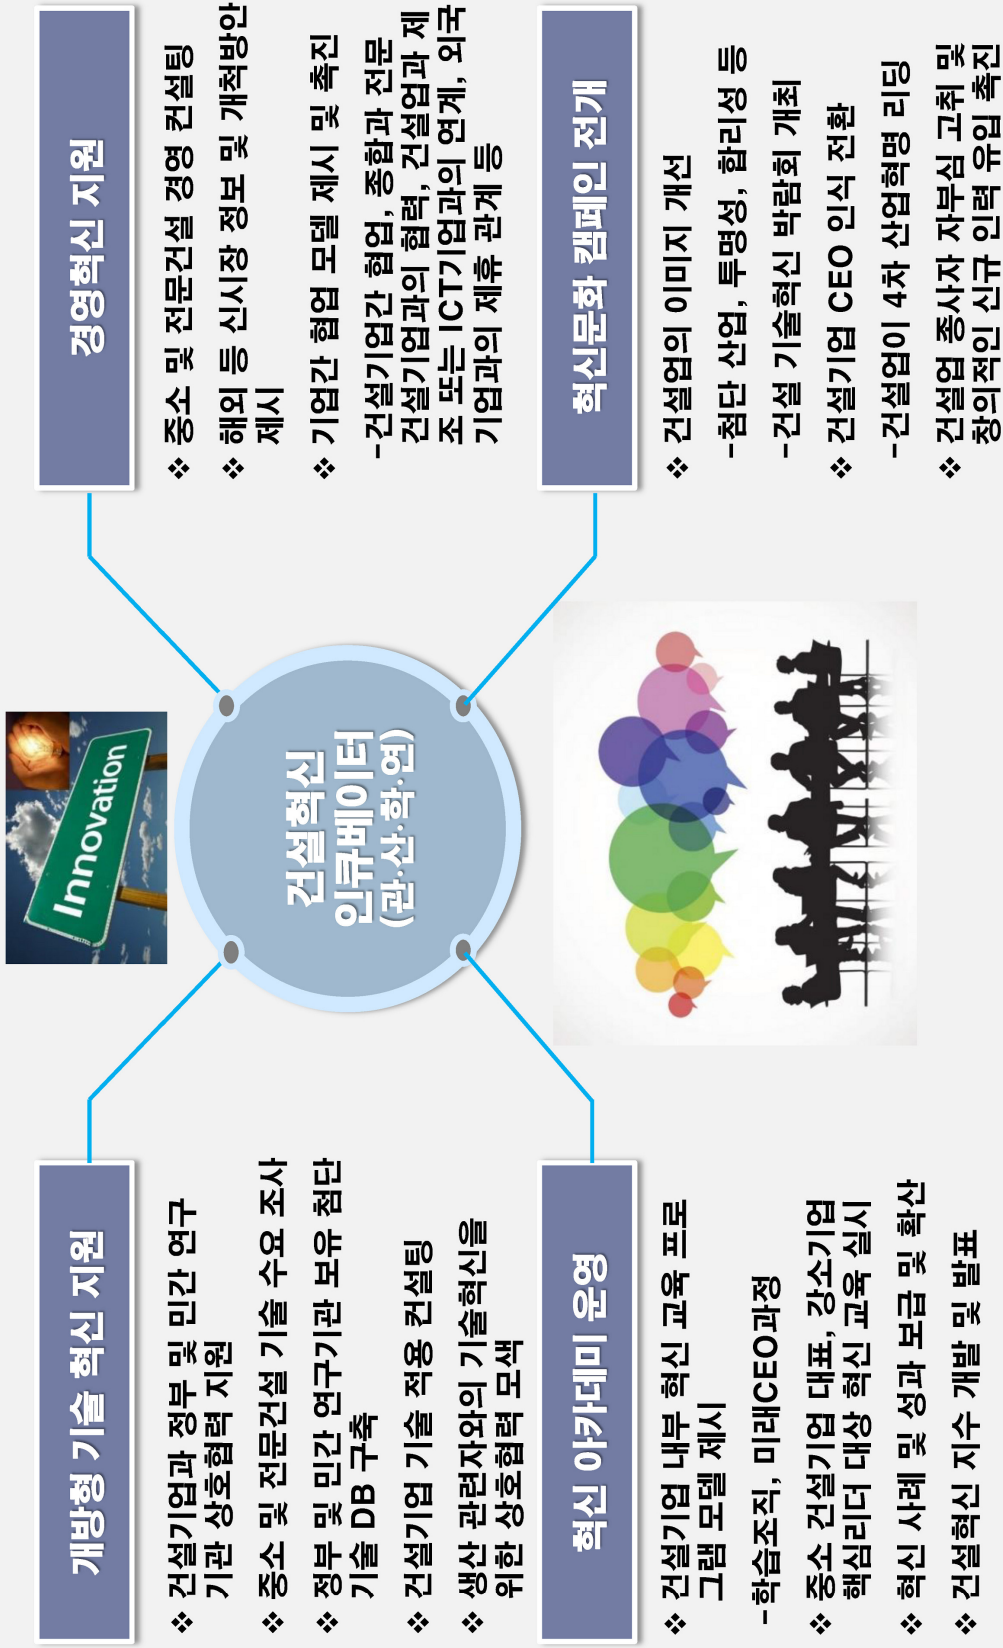 개방형 기술 혁신 지원
❖ 건설기업과 정부 및 민간 연구
기관 상호협력 지원
❖ 중소 및 전문건설 기술 수요 조사
❖ 정부 및 민간 연구기관 보유 첨단
기술 DB 구축
❖ 건설기업 기술 적용 컨설팅
❖ 생산 관련자와의 기술혁신을
위한 상호협력 모색
Innovation
경영혁신 지원
❖ 중소 및 전문건설 경영 컨설팅
❖ 해외 등 신시장 정보 및 개척방안
제시
❖ 기업간 협업 모델 제시 및 촉진
-건설기업간 협업, 종합과 전문
건설기업과의 협력, 건설업과 제
조 또는 ICT기업과의 연계, 외국
기업과의 제휴 관계 등
건설혁신
인큐베이터
(관·산·학·연)
혁신 아카데미 운영
❖ 건설기업 내부 혁신 교육 프로
그램 모델 제시
-학습조직, 미래CEO과정
❖ 중소 건설기업 대표, 강소기업
핵심리더 대상 혁신 교육 실시
❖ 혁신 사례 및 성과 보급 및 확산
❖ 건설혁신 지수 개발 및 발표
혁신문화 캠페인 전개
❖ 건설업의 이미지 개선
-첨단 산업, 투명성, 합리성 등
-건설 기술혁신 박람회 개최
❖ 건설기업 CEO 인식 전환
-건설업이 4차 산업혁명 리딩
❖ 건설업 종사자 자부심 고취 및
창의적인 신규 인력 유입 촉진